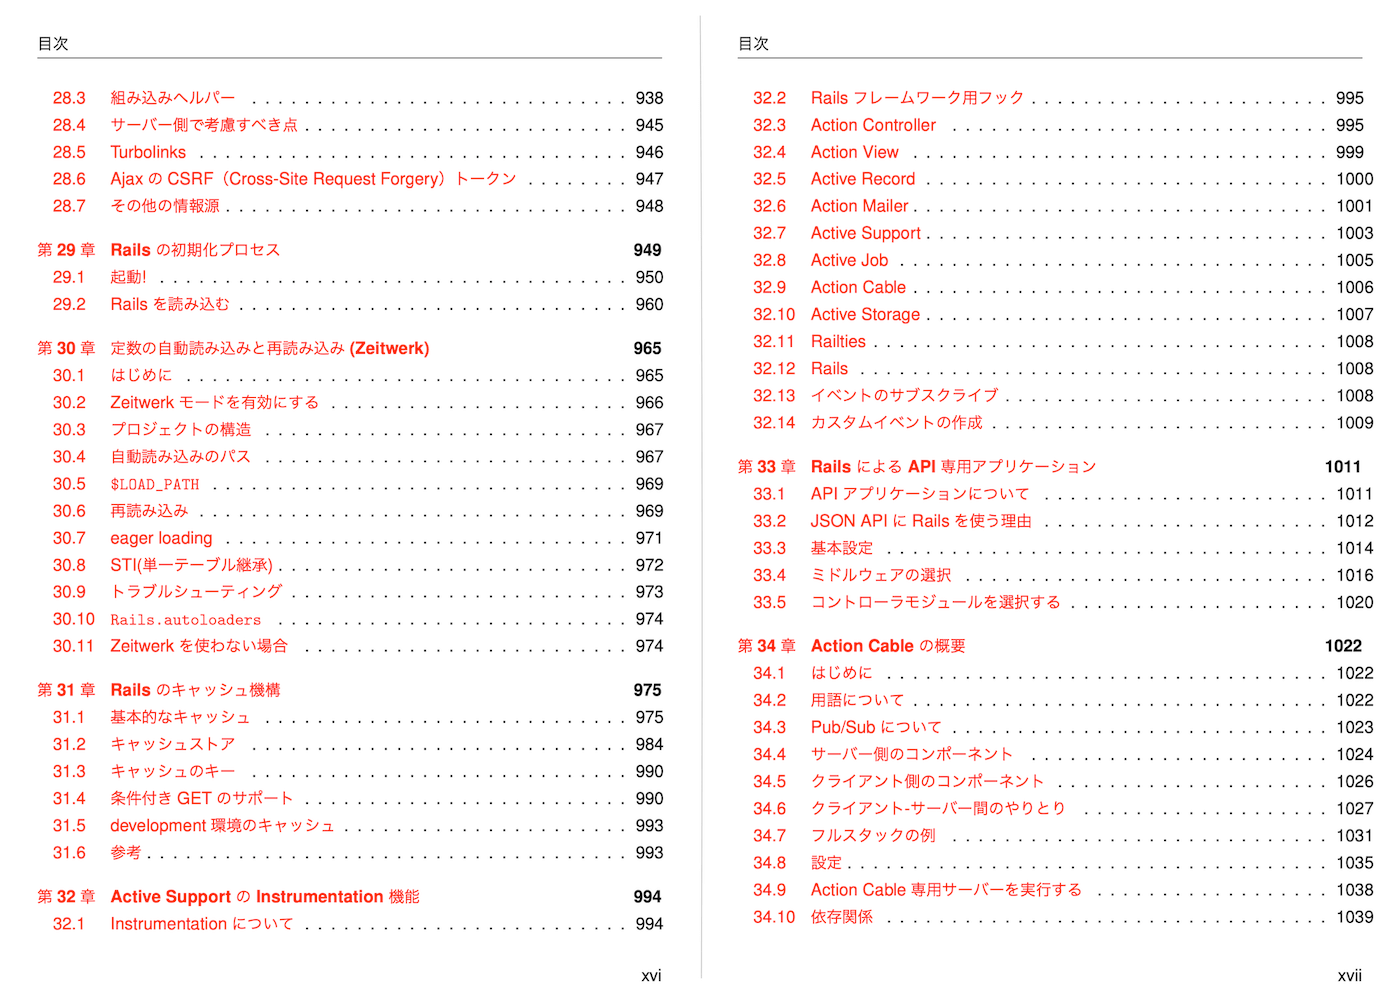 目次
28.3 組み込みヘルパー 938
28.4 サーバー側で考慮すべき点 945
28.5 Turbolinks 946
28.6 Ajax の CSRF（Cross-Site Request Forgery）トークン 947
28.7 その他の情報源 948
第 29 章 Rails の初期化プロセス 949
29.1 起動! 950
29.2 Rails を読み込む 960
第 30 章 定数の自動読み込みと再読み込み (Zeitwerk) 965
30.1 はじめに 965
30.2 Zeitwerk モードを有効にする 966
30.3 プロジェクトの構造 967
30.4 自動読み込みのパス 967
30.5 $LOAD_PATH 969
30.6 再読み込み 969
30.7 eager loading 971
30.8 STI(単一テーブル継承) 972
30.9 トラブルシューティング 973
30.10 Rails.autoloaders 974
30.11 Zeitwerk を使わない場合 974
第 31 章 Rails のキャッシュ機構 975
31.1 基本的なキャッシュ 975
31.2 キャッシュストア 984
31.3 キャッシュのキー 990
31.4 条件付き GET のサポート 990
31.5 development 環境のキャッシュ 993
31.6 参考 993
第 32 章 Active Support の Instrumentation 機能 994
32.1 Instrumentation について 994
xvi
目次
32.2 Rails フレームワーク用フック 995
32.3 Action Controller 995
32.4 Action View 999
32.5 Active Record 1000
32.6 Action Mailer 1001
32.7 Active Support 1003
32.8 Active Job 1005
32.9 Action Cable 1006
32.10 Active Storage 1007
32.11 Railties 1008
32.12 Rails 1008
32.13 イベントのサブスクライブ 1008
32.14 カスタムイベントの作成 1009
第 33 章 Rails による API 専用アプリケーション 1011
33.1 API アプリケーションについて 1011
33.2 JSON API に Rails を使う理由 1012
33.3 基本設定 1014
33.4 ミドルウェアの選択 1016
33.5 コントローラモジュールを選択する 1020
第 34 章 Action Cable の概要 1022
34.1 はじめに 1022
34.2 用語について 1022
34.3 Pub/Sub について 1023
34.4 サーバー側のコンポーネント 1024
34.5 クライアント側のコンポーネント 1026
34.6 クライアント-サーバー間のやりとり 1027
34.7 フルスタックの例 1031
34.8 設定 1035
34.9 Action Cable 専用サーバーを実行する 1038
34.10 依存関係 1039
xvii